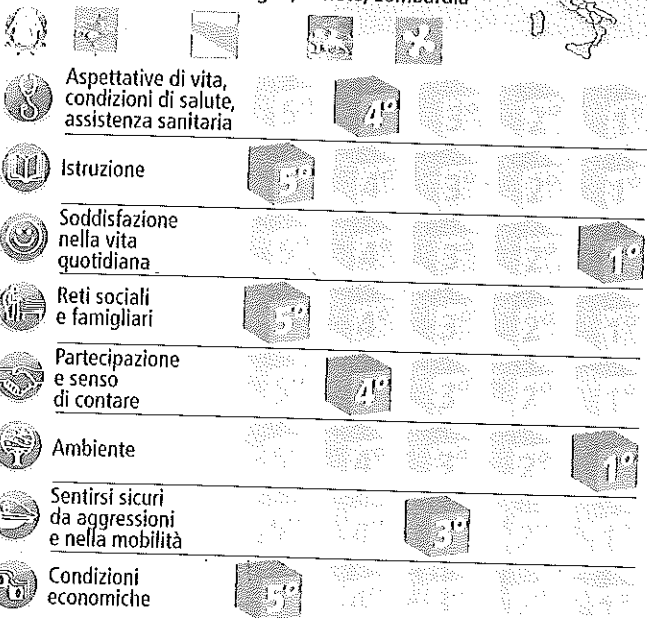 Lombardia
Aspettative di vita,
condizioni di salute,
assistenza sanitaria
4°
Istruzione
5°
Soddisfazione
nella vita
quotidiana
1°
Reti sociali
e famigliari
5°
Partecipazione
e senso
di contare
4°
Ambiente
1°
Sentirsi sicuri
da aggressioni
e nella mobilità
3°
Condizioni
economiche
5°